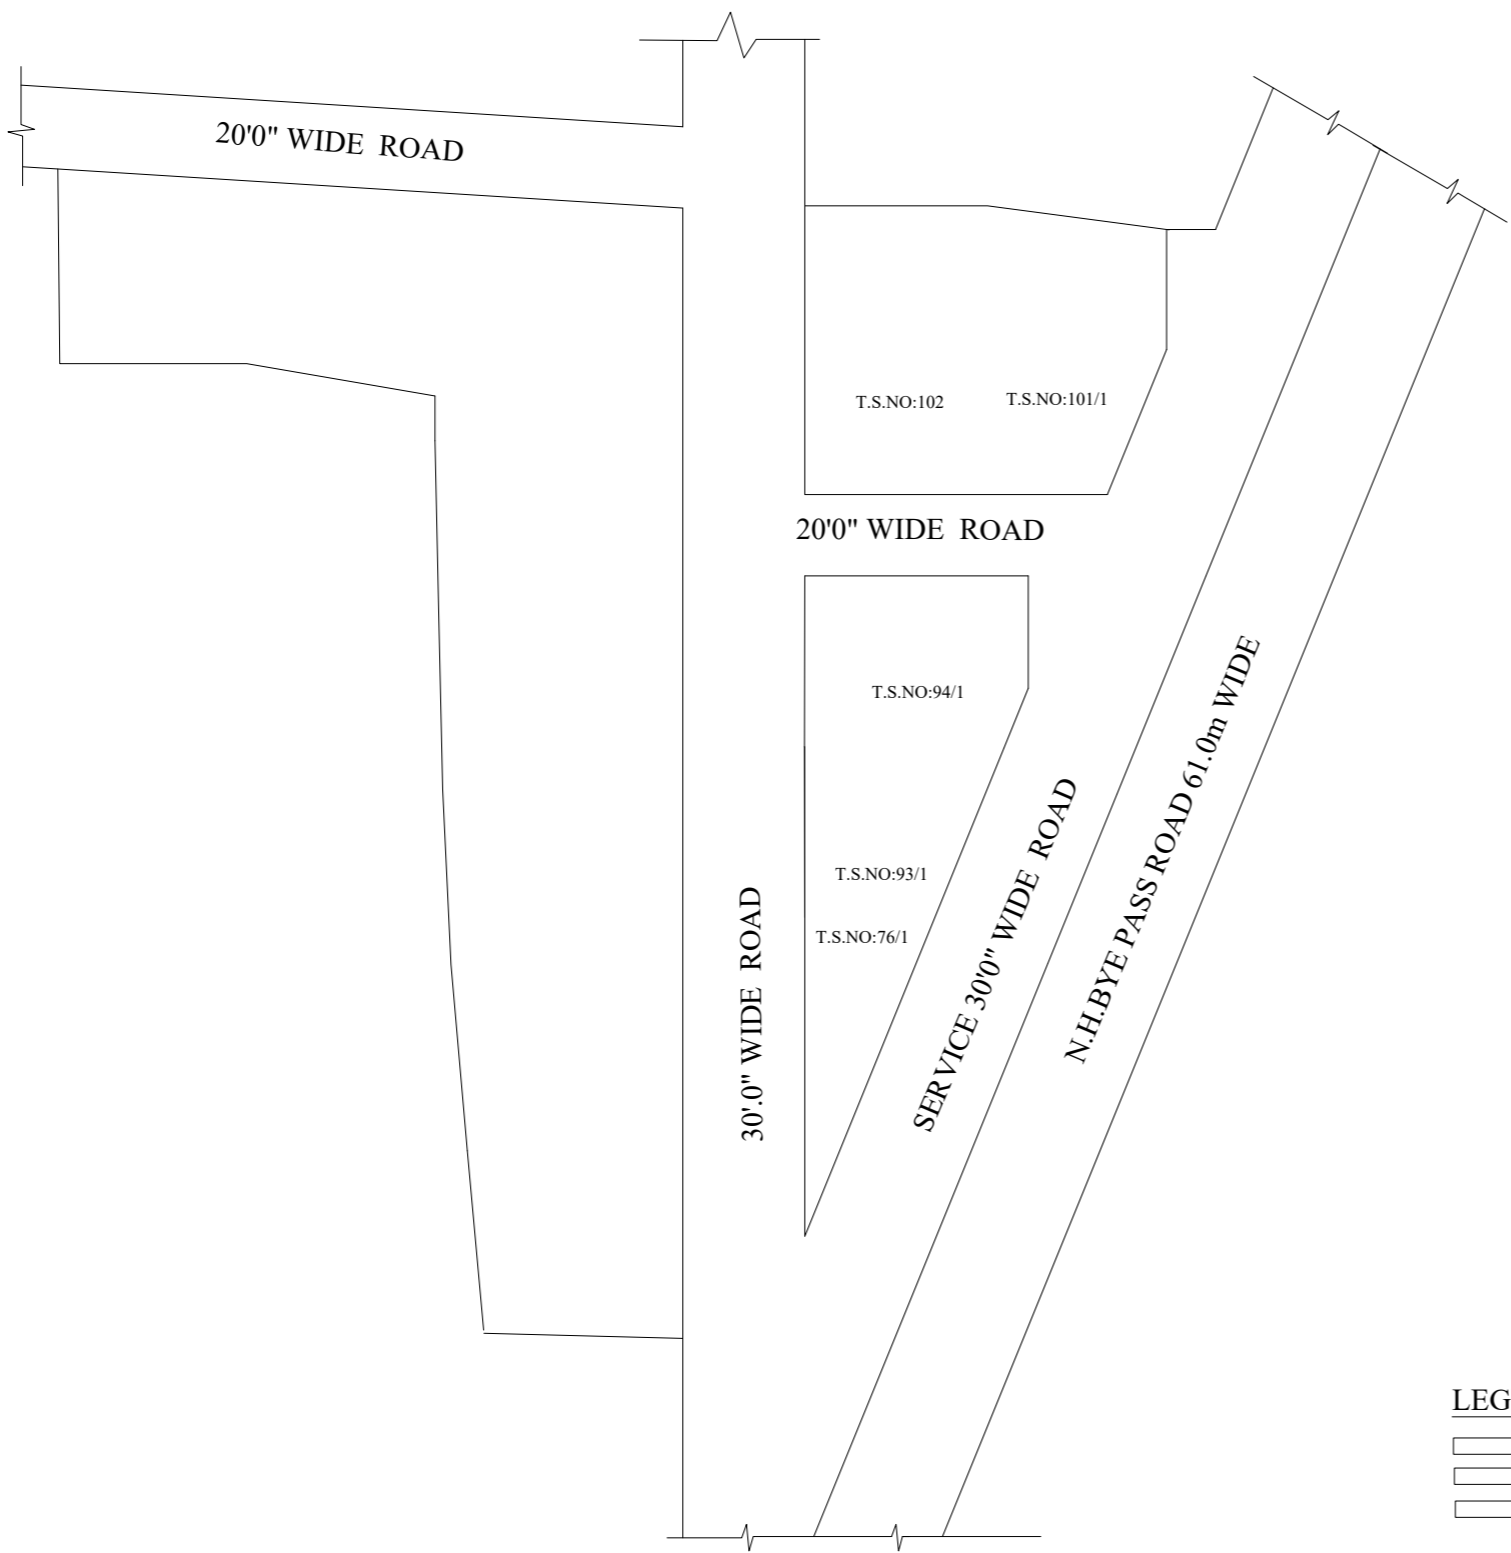 20'0" WIDE ROAD
T.S.NO:102
T.S.NO:101/1
20'0" WIDE ROAD
T.S.NO:94/1
T.S.NO:93/1
T.S.NO:76/1
30'.0" WIDE ROAD
SERVICE 30'0" WIDE ROAD
N.H.BYE PASS ROAD 61.0m WIDE
LEG